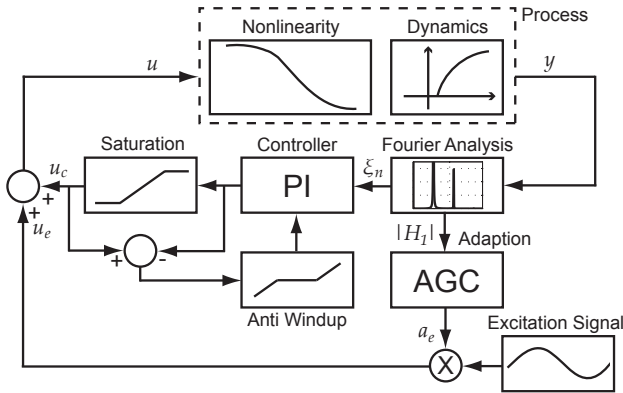 Process
Nonlinearity
Dynamics
u
y
Saturation
Controller
Fourier Analysis
u_c
PI
ξ_n
+
+
u_e
|H_1|
Adaption
+
-
AGC
Anti Windup
a_e
Excitation Signal
X